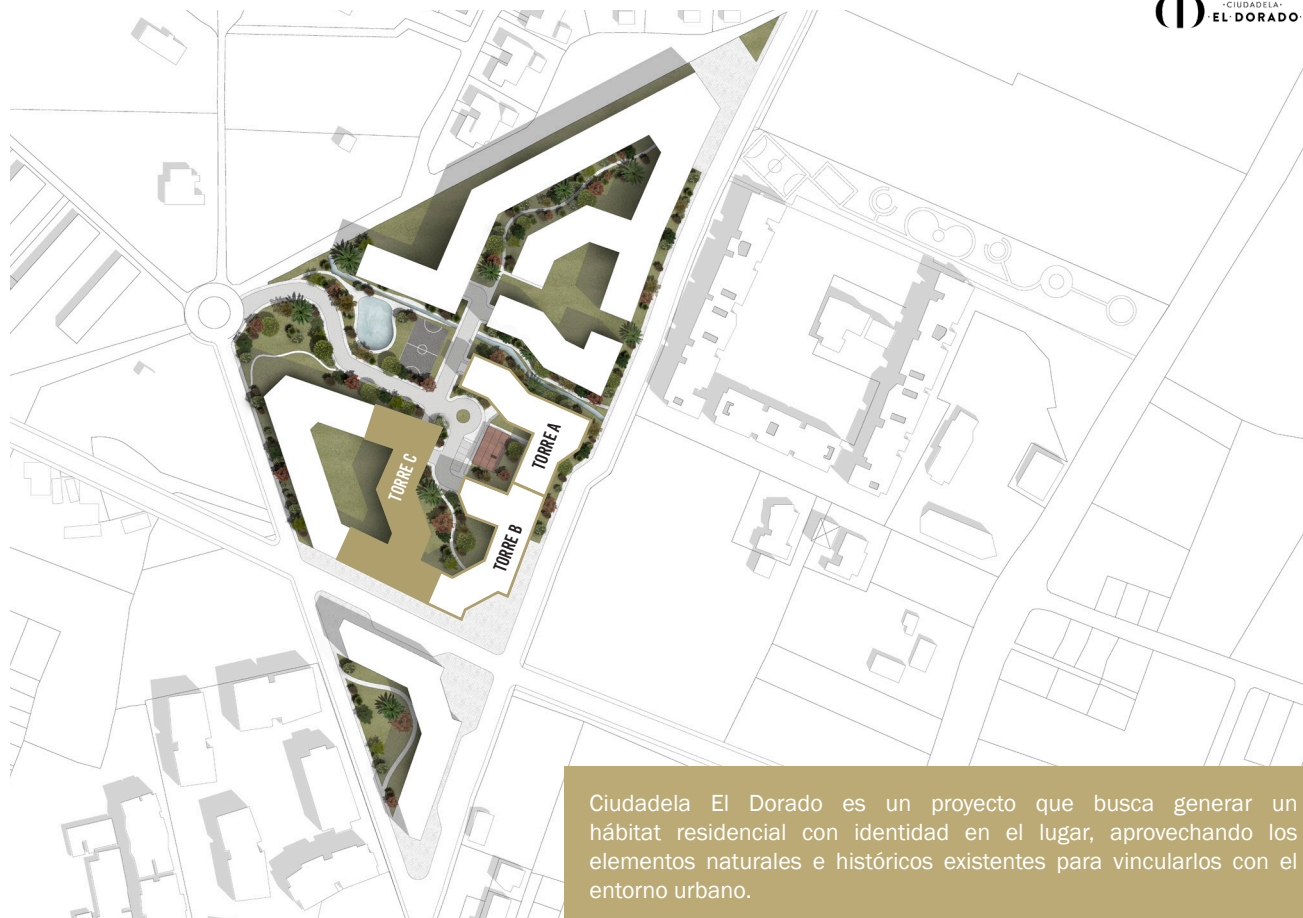 ·CIUDADELA·
EL·DORADO·
TORRE A
TORRE C
TORRE B
Ciudadela El Dorado es un proyecto que busca generar un
hábitat residencial con identidad en el lugar, aprovechando los
elementos naturales e históricos existentes para vincularlos con el
entorno urbano.